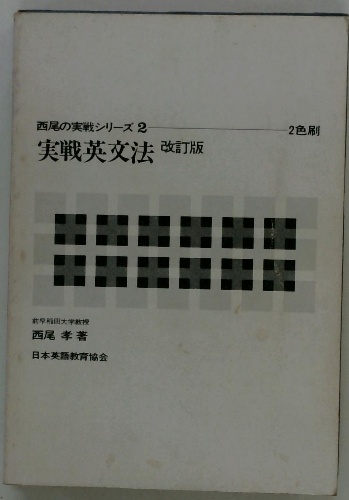 西尾の実戦シリーズ 2 2色刷
実戦英文法 改訂版
前早稲田大学教授
西尾 孝 著
日本英語教育協会